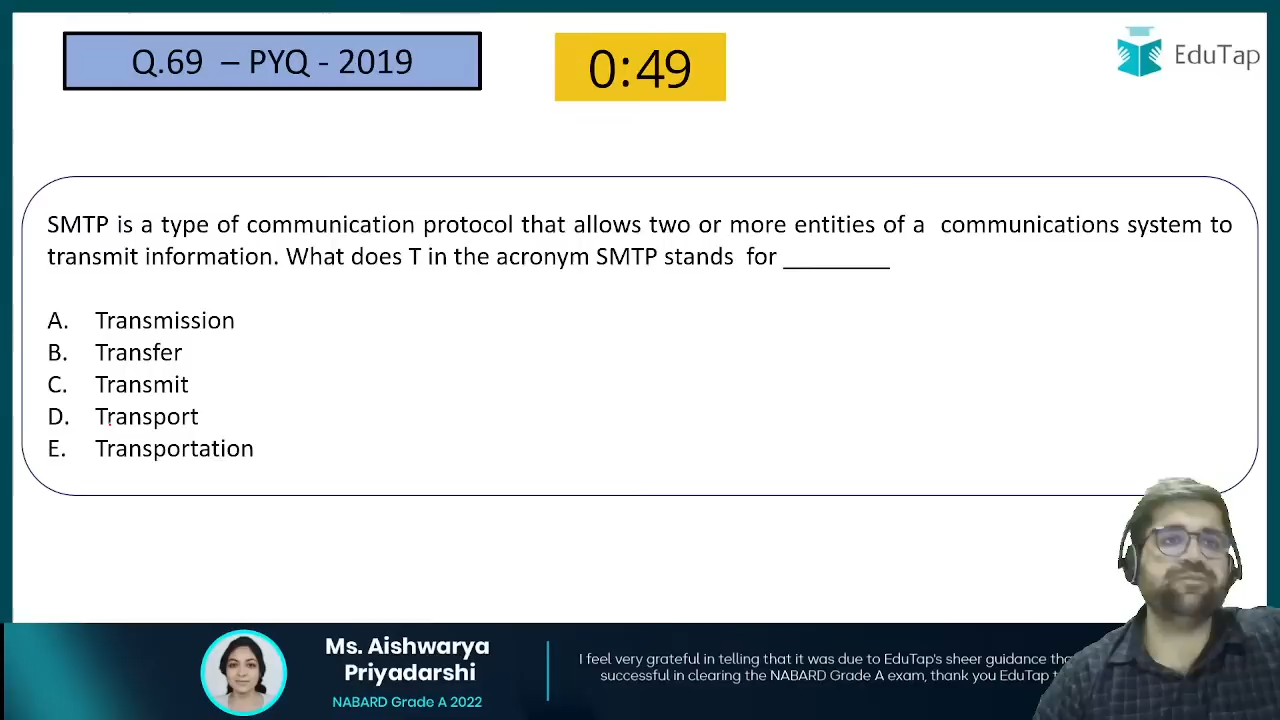 Q.69 – PYQ - 2019
0:49
EduTap
SMTP is a type of communication protocol that allows two or more entities of a communications system to
transmit information. What does T in the acronym SMTP stands for ________
A. Transmission
B. Transfer
C. Transmit
D. Transport
E. Transportation
Ms. Aishwarya
Priyadarshi
NABARD Grade A 2022
I feel very grateful in telling that it was due to EduTap's sheer guidance
successful in clearing the NABARD Grade A exam, thank you EduTap